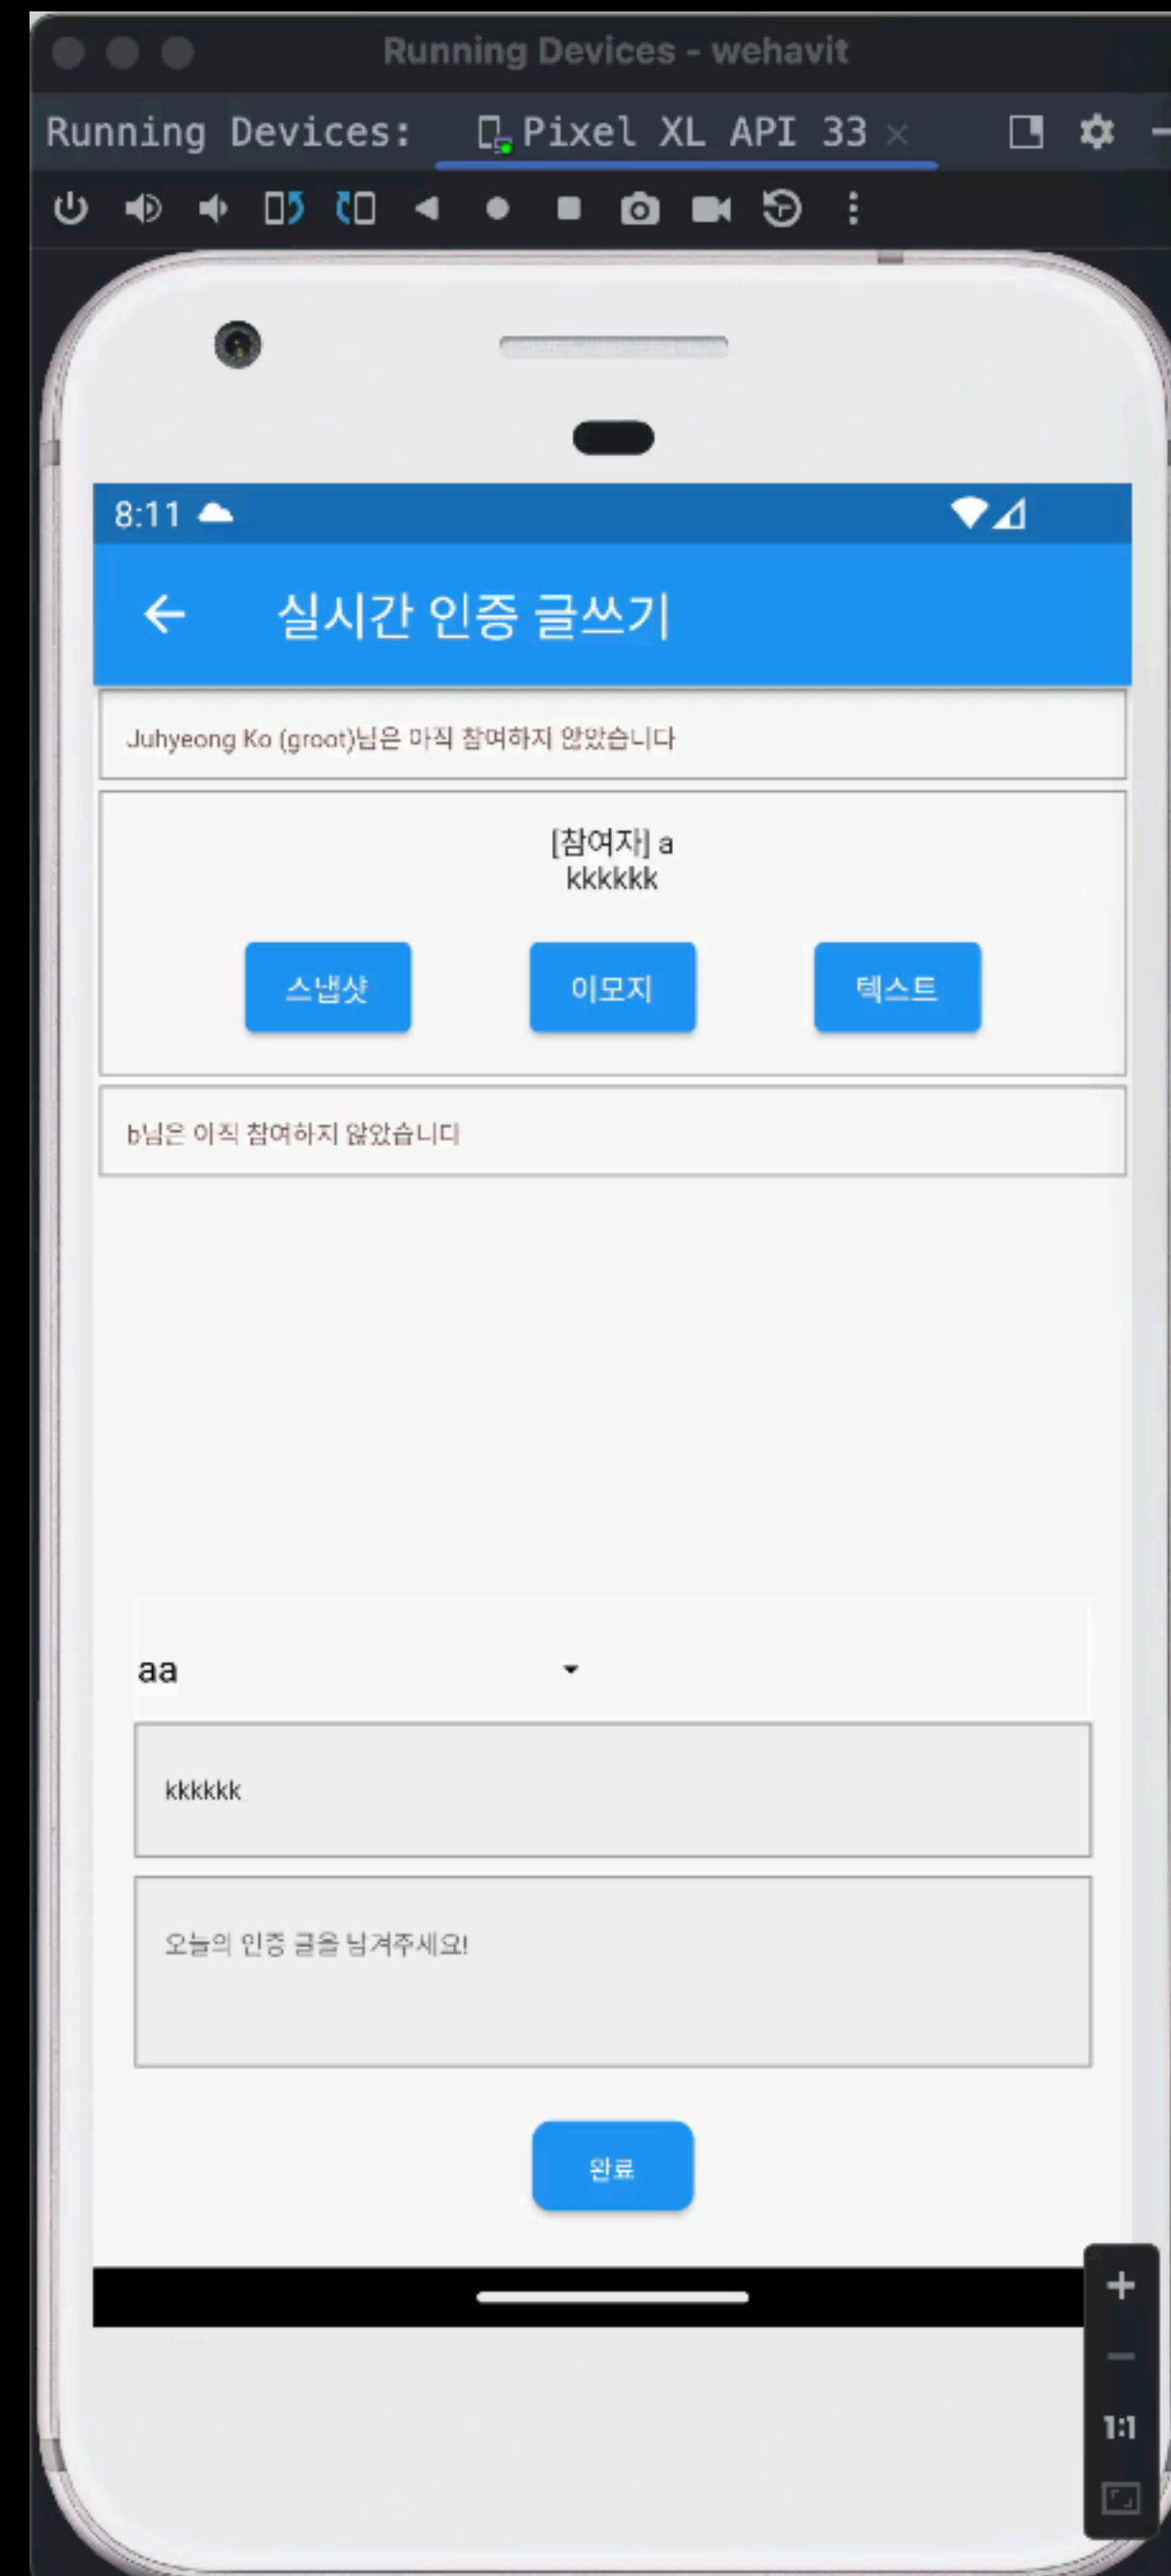 Running Devices - wehavit
Running Devices: Pixel XL API 33
8:11
실시간 인증 글쓰기
Juhyeong Ko (groot)님은 아직 참여하지 않았습니다
[참여자] a
kkkkkk
스냅샷 이모지 텍스트
b님은 아직 참여하지 않았습니다
aa
kkkkkk
오늘의 인증 글을 남겨주세요!
완료
1:1